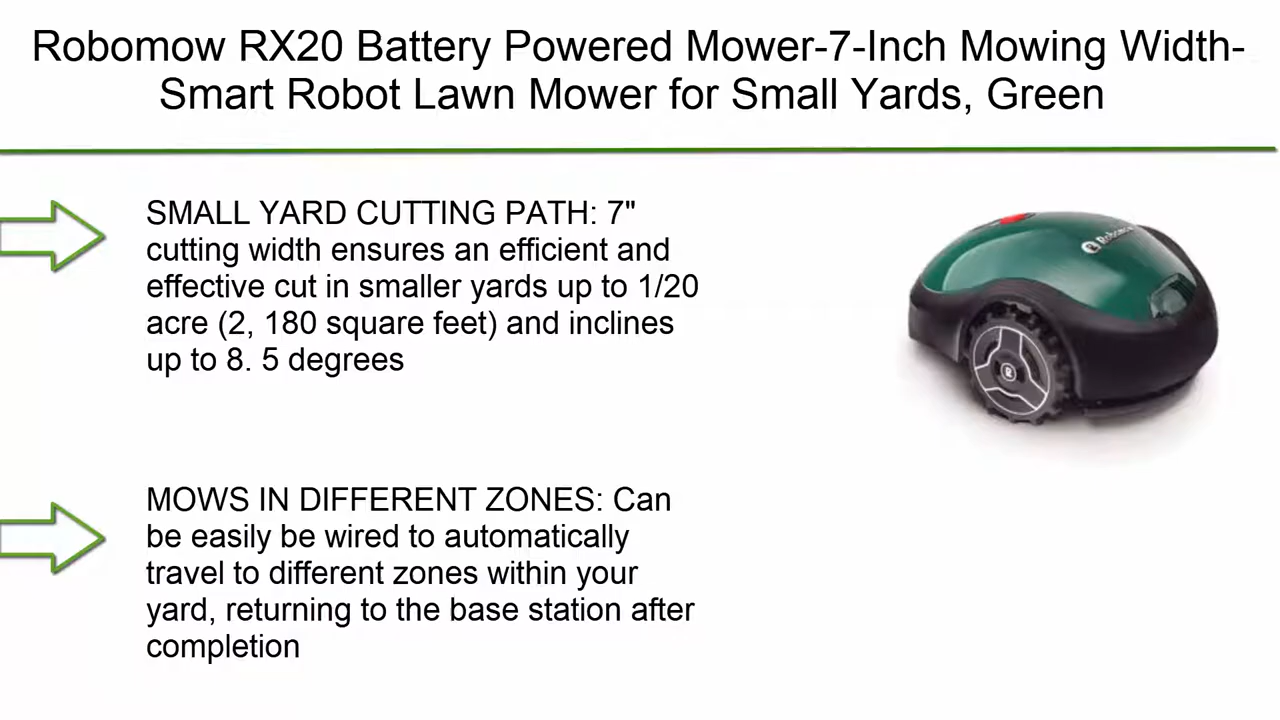 Robomow RX20 Battery Powered Mower-7-Inch Mowing Width-
Smart Robot Lawn Mower for Small Yards, Green
SMALL YARD CUTTING PATH: 7"
cutting width ensures an efficient and
effective cut in smaller yards up to 1/20
acre (2, 180 square feet) and inclines
up to 8. 5 degrees
MOWS IN DIFFERENT ZONES: Can
be easily be wired to automatically
travel to different zones within your
yard, returning to the base station after
completion